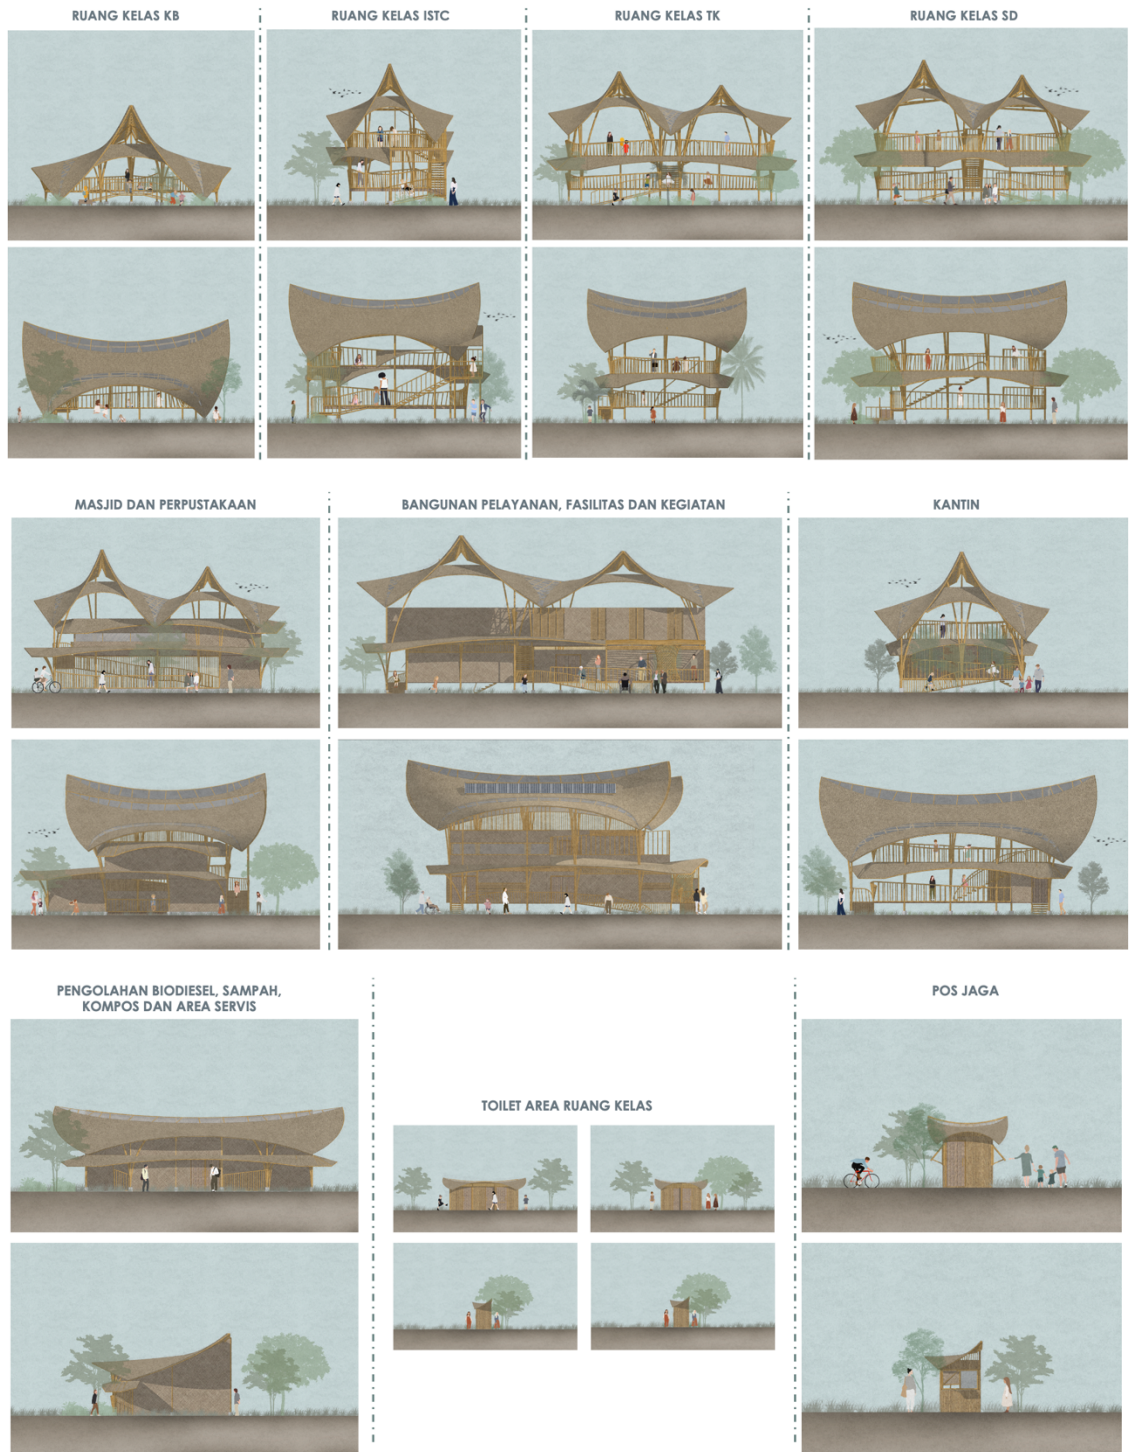 RUANG KELAS KB
RUANG KELAS ISTC
RUANG KELAS TK
RUANG KELAS SD
MASJID DAN PERPUSTAKAAN
BANGUNAN PELAYANAN, FASILITAS DAN KEGIATAN
KANTIN
PENGOLAHAN BIODIESEL, SAMPAH,
KOMPOS DAN AREA SERVIS
TOILET AREA RUANG KELAS
POS JAGA